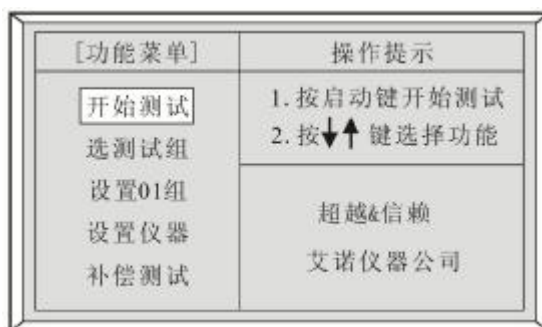 [功能菜单]
开始测试
选测试组
设置01组
设置仪器
补偿测试
操作提示
1.按启动键开始测试
2.按↓↑键选择功能
超越&信赖
艾诺仪器公司